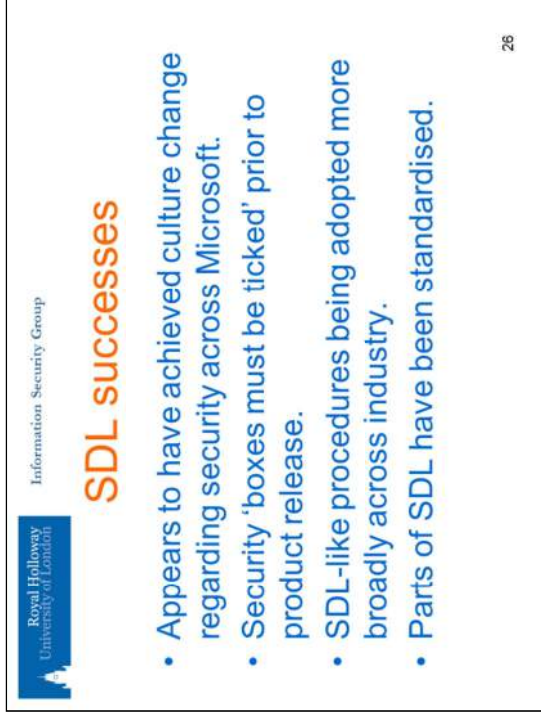 Royal Holloway
University of London
Information Security Group
SDL successes
• Appears to have achieved culture change
regarding security across Microsoft.
• Security ‘boxes must be ticked’ prior to
product release.
• SDL-like procedures being adopted more
broadly across industry.
• Parts of SDL have been standardised.
26